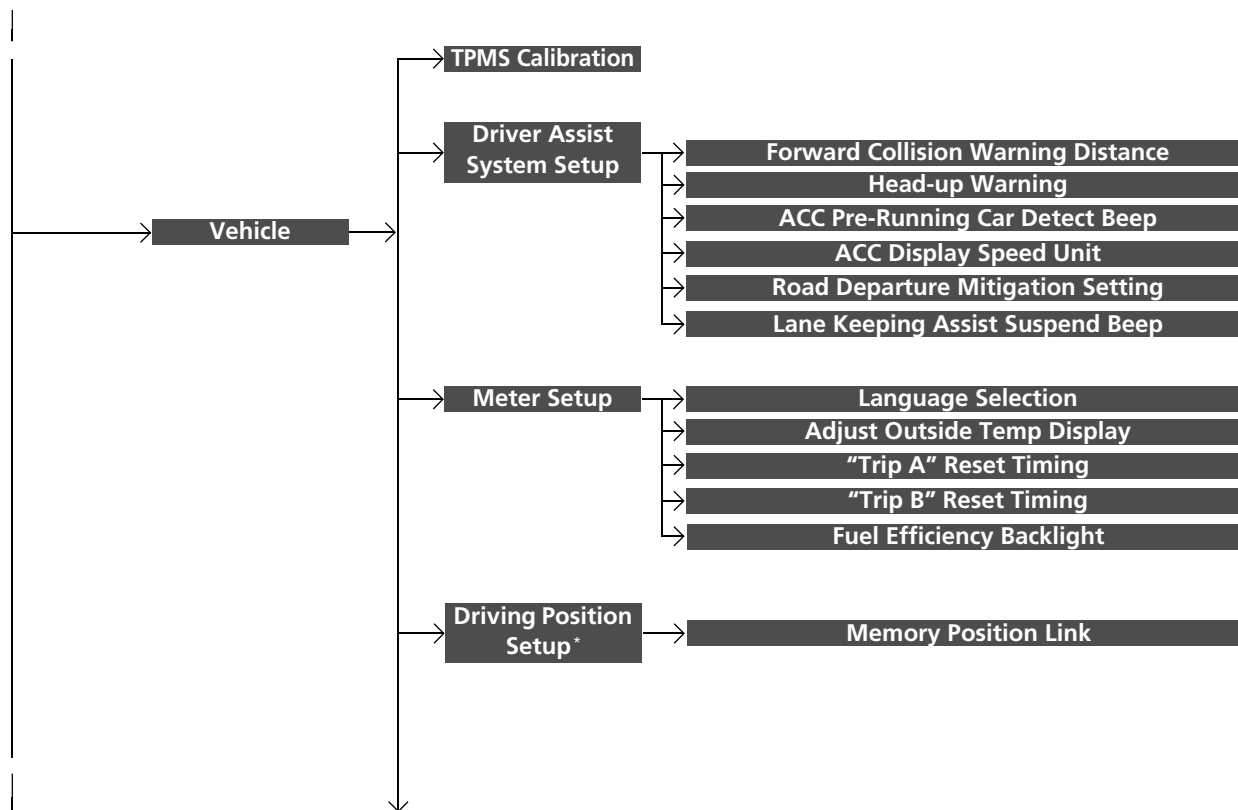 TPMS Calibration
Driver Assist
System Setup
Forward Collision Warning Distance
Head-up Warning
ACC Pre-Running Car Detect Beep
ACC Display Speed Unit
Road Departure Mitigation Setting
Lane Keeping Assist Suspend Beep
Vehicle
Meter Setup
Language Selection
Adjust Outside Temp Display
“Trip A” Reset Timing
“Trip B” Reset Timing
Fuel Efficiency Backlight
Driving Position
Setup*
Memory Position Link